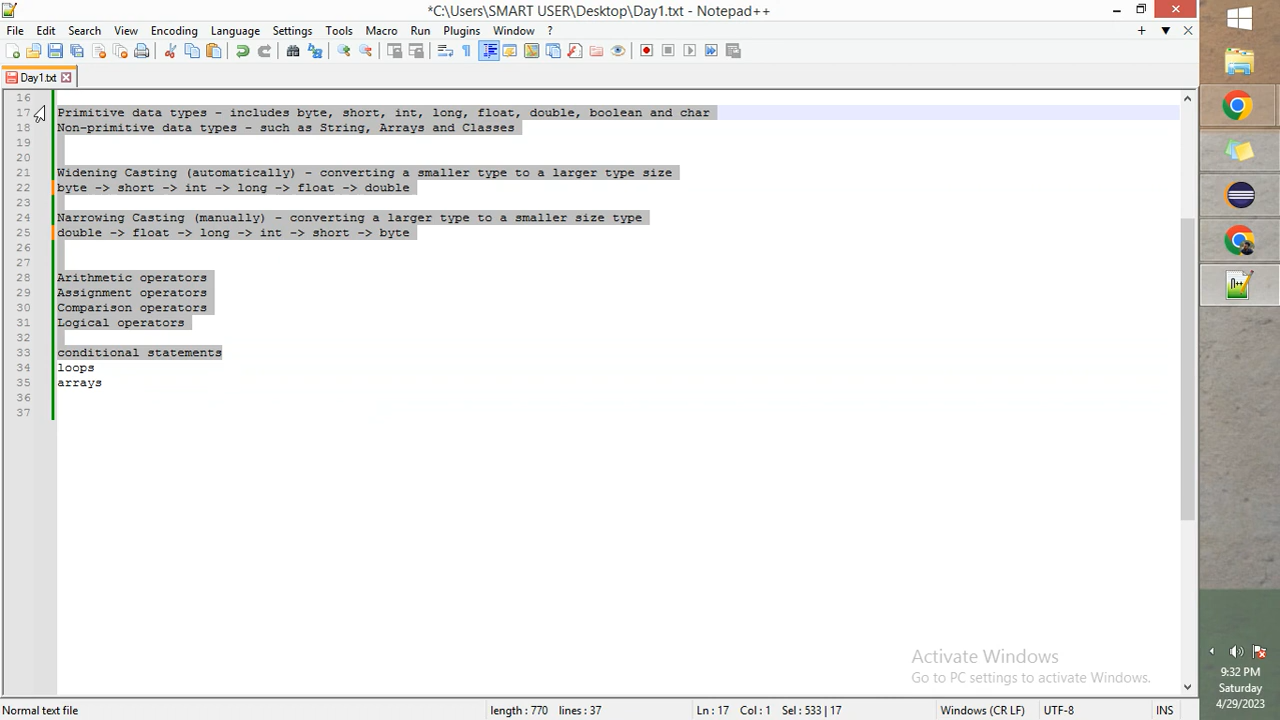 *C:\Users\SMART USER\Desktop\Day1.txt - Notepad++
File Edit Search View Encoding Language Settings Tools Macro Run Plugins Window ?
Day1.txt
16
17 Primitive data types - includes byte, short, int, long, float, double, boolean and char
18 Non-primitive data types - such as String, Arrays and Classes
19
20
21 Widening Casting (automatically) - converting a smaller type to a larger type size
22 byte -> short -> int -> long -> float -> double
23
24 Narrowing Casting (manually) - converting a larger type to a smaller size type
25 double -> float -> long -> int -> short -> byte
26
27
28 Arithmetic operators
29 Assignment operators
30 Comparison operators
31 Logical operators
32
33 conditional statements
34 loops
35 arrays
36
37
Activate Windows
Go to PC settings to activate Windows.
9:32 PM
Saturday
4/29/2023
Normal text file length : 770 lines : 37 Ln : 17 Col : 1 Sel : 533 | 17 Windows (CR LF) UTF-8 INS